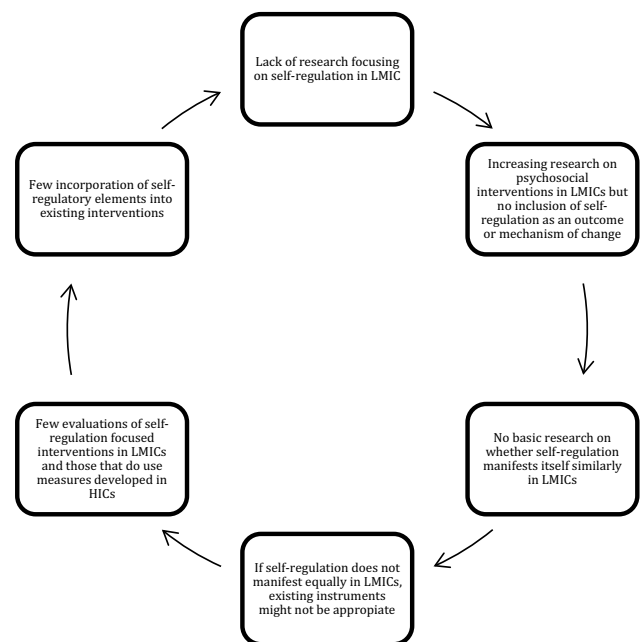 Lack of research focusing
on self-regulation in LMIC
Increasing research on
psychosocial
interventions in LMICs but
no inclusion of self-
regulation as an outcome
or mechanism of change
No basic research on
whether self-regulation
manifests itself similarly
in LMICs
If self-regulation does not
manifest equally in LMICs,
existing instruments
might not be appropiate
Few evaluations of self-
regulation focused
interventions in LMICs
and those that do use
measures developed in
HICs
Few incorporation of self-
regulatory elements into
existing interventions